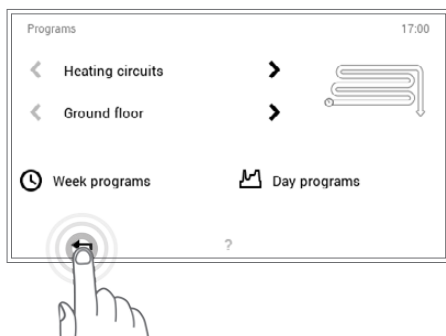 Programs 17:00
Heating circuits
Ground floor
Week programs Day programs
?